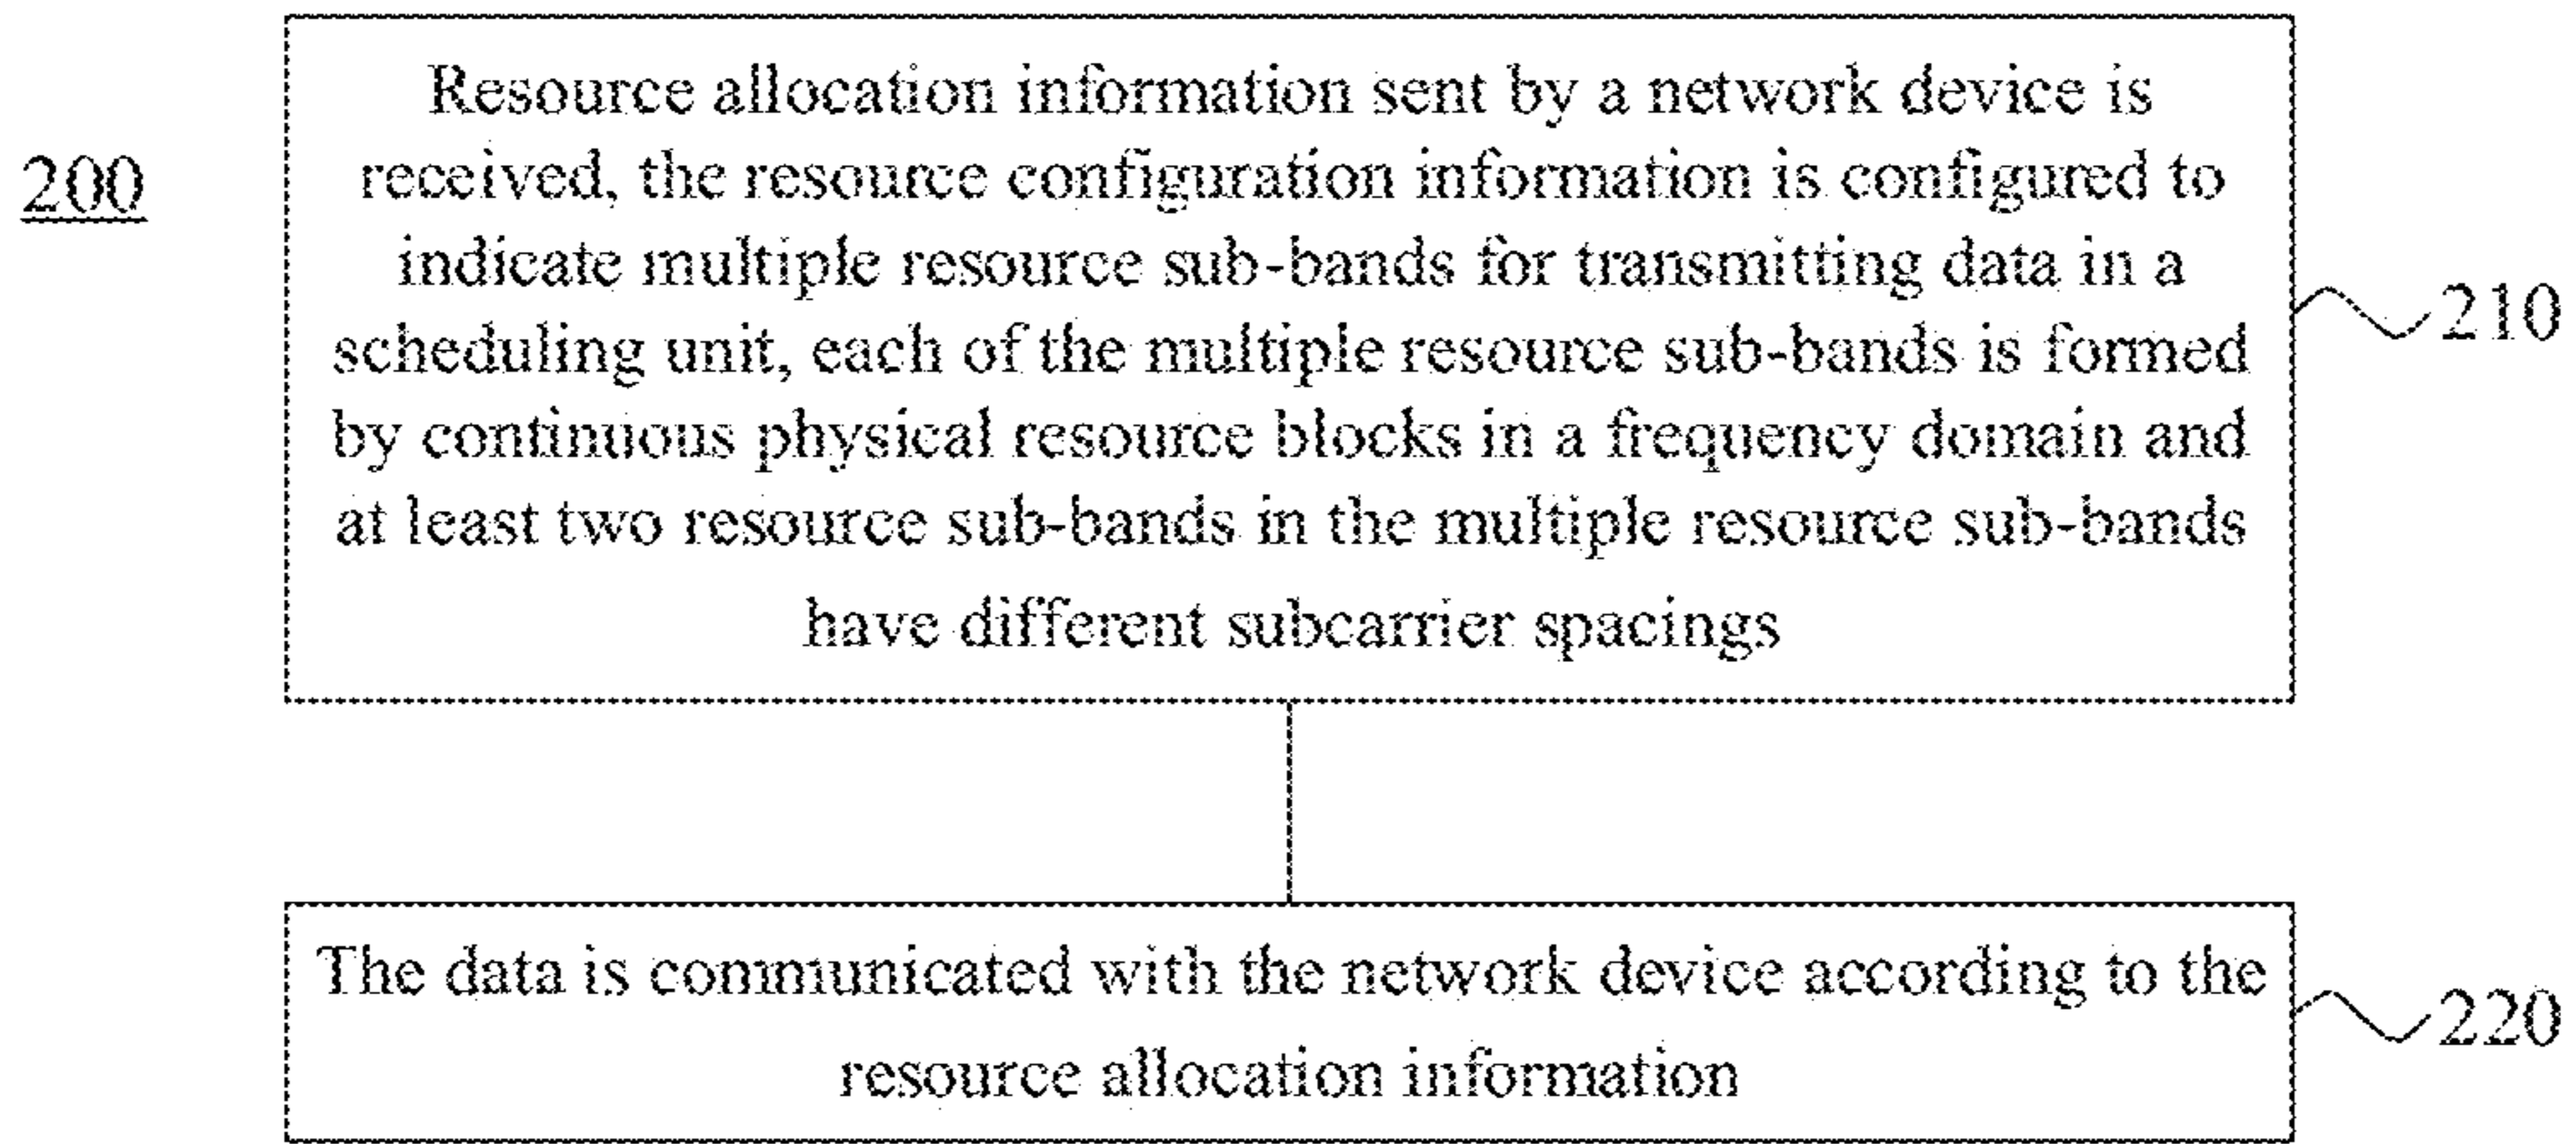 200
Resource allocation information sent by a network device is
received, the resource configuration information is configured to
indicate multiple resource sub-bands for transmitting data in a
scheduling unit, each of the multiple resource sub-bands is formed
by continuous physical resource blocks in a frequency domain and
at least two resource sub-bands in the multiple resource sub-bands
have different subcarrier spacings
210
The data is communicated with the network device according to the
resource allocation information
220